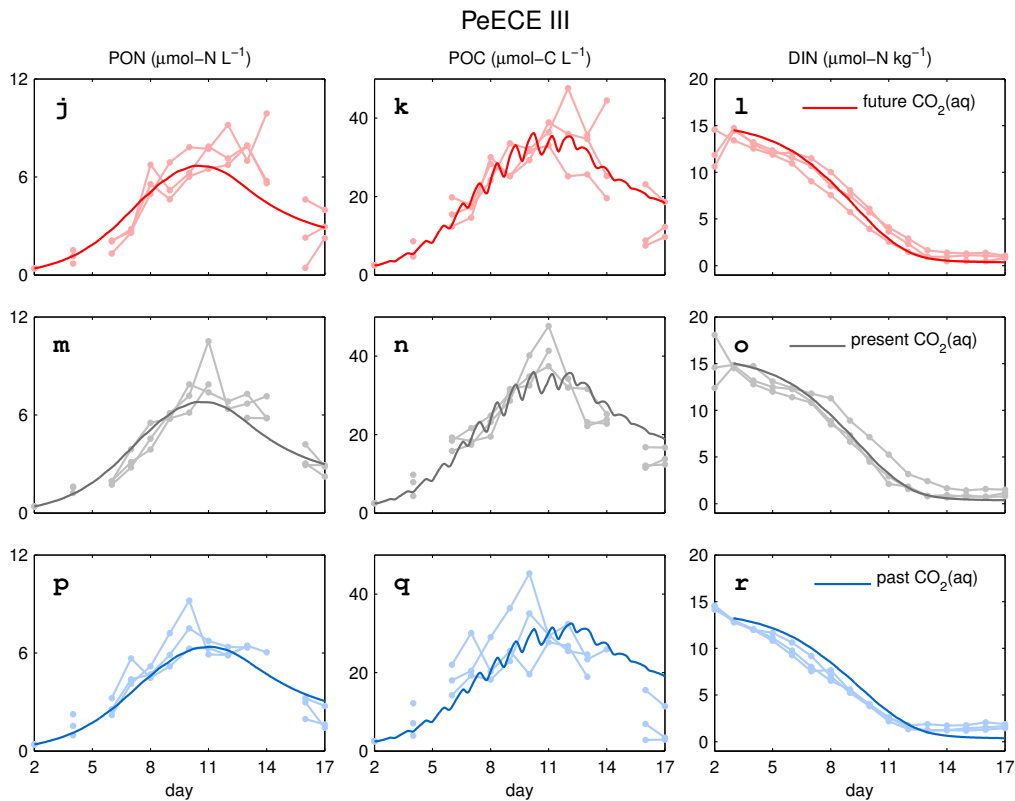 PeECE III
PON (μmol−N L⁻¹) POC (μmol−C L⁻¹) DIN (μmol−N kg⁻¹)
12
6
0
j
40
20
0
k
20
15
10
5
0
l
future CO₂(aq)
12
6
0
m
40
20
0
n
20
15
10
5
0
o
present CO₂(aq)
12
6
0
p
40
20
0
q
20
15
10
5
0
r
past CO₂(aq)
2 5 8 11 14 17
2 5 8 11 14 17
2 5 8 11 14 17
day day day